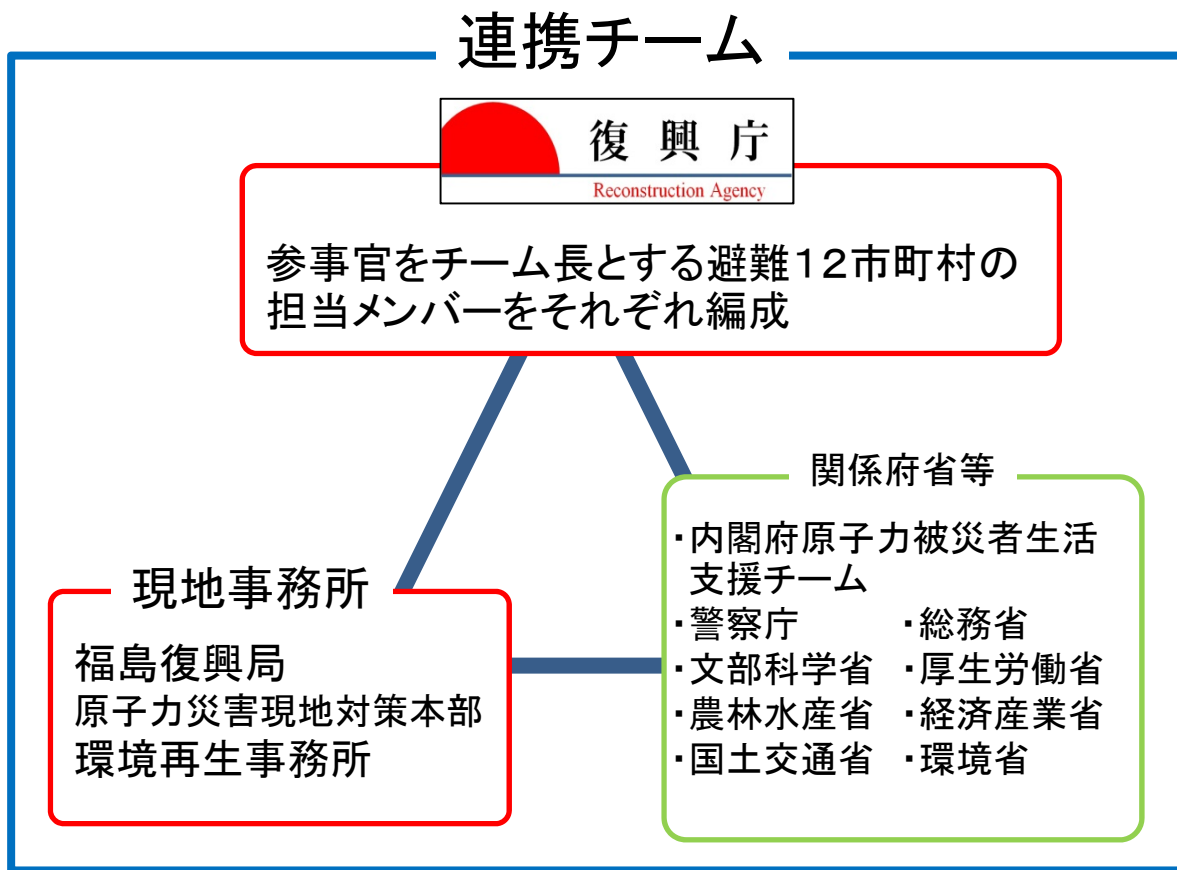 連携チーム
復興庁
Reconstruction Agency
参事官をチーム長とする避難12市町村の
担当メンバーをそれぞれ編成
関係府省等
・内閣府原子力被災者生活
支援チーム
・警察庁 ・総務省
・文部科学省 ・厚生労働省
・農林水産省 ・経済産業省
・国土交通省 ・環境省
現地事務所
福島復興局
原子力災害現地対策本部
環境再生事務所